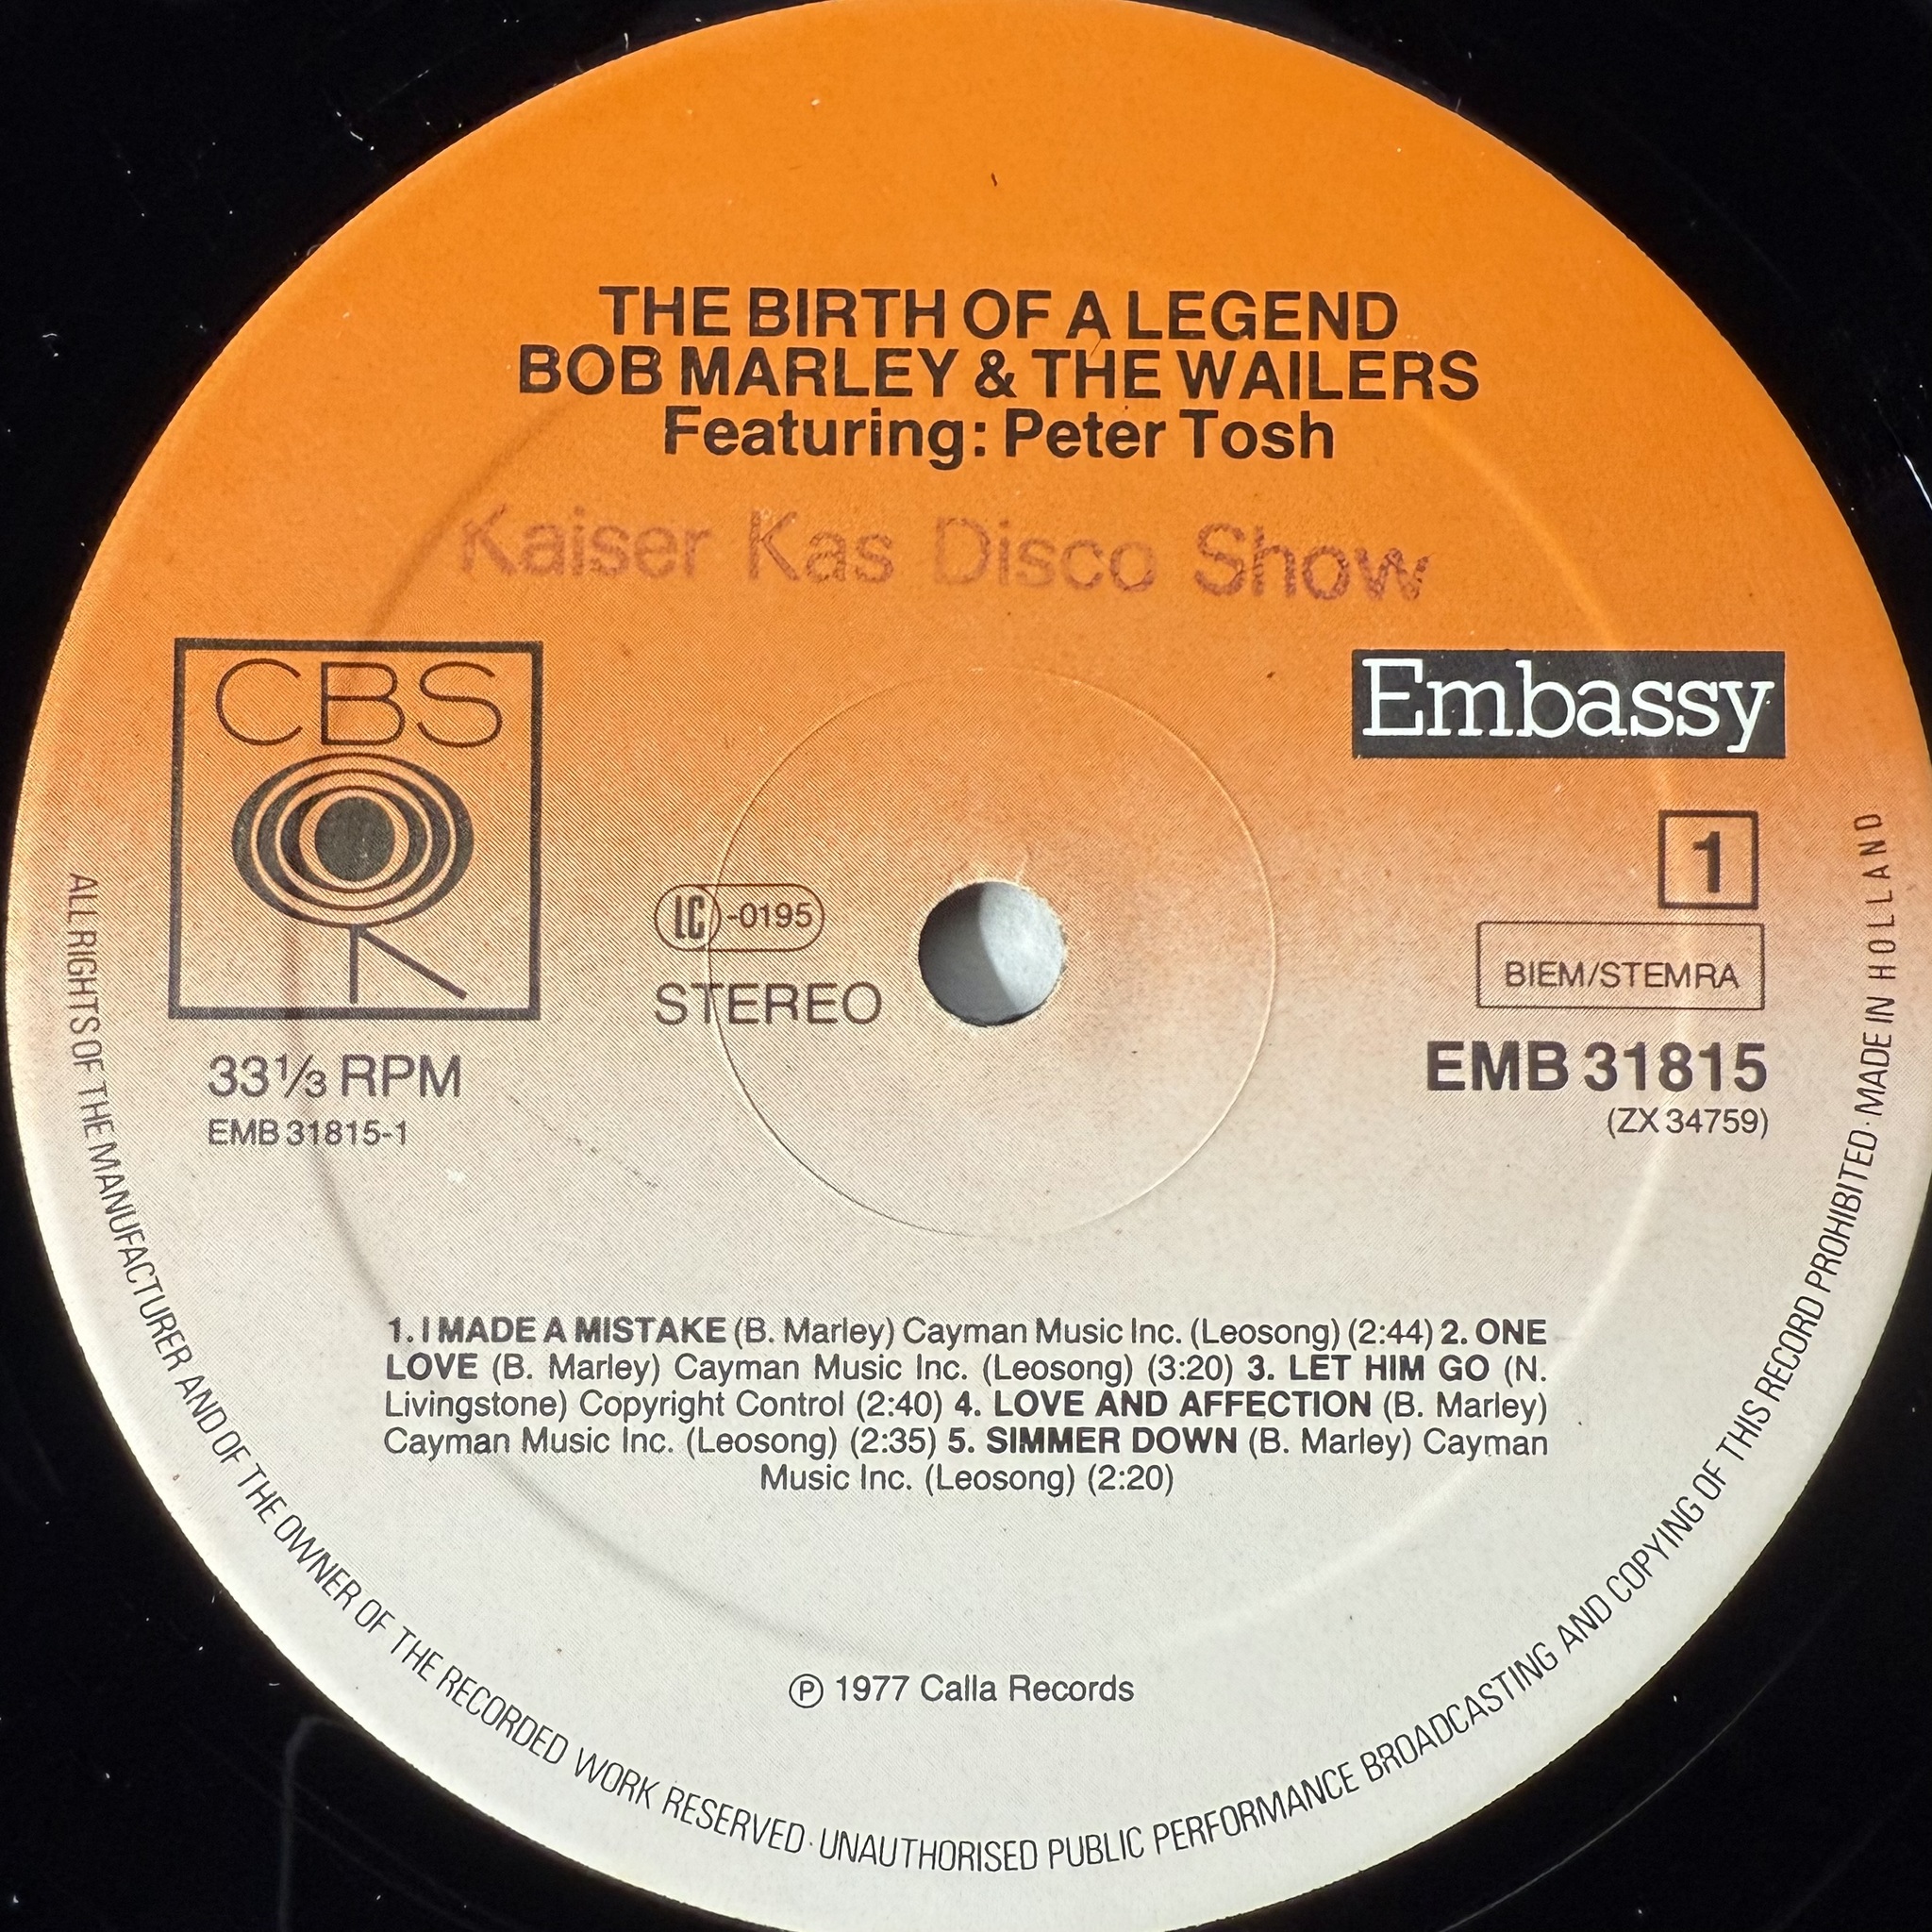 THE BIRTH OF A LEGEND
BOB MARLEY & THE WAILERS
Featuring: Peter Tosh
Kaiser Kas Disco Show
CBS
Embassy
1
LC-0195
STEREO
BIEM/STEMRA
33⅓ RPM
EMB 31815-1
EMB 31815
(ZX 34759)
1. I MADE A MISTAKE (B. Marley) Cayman Music Inc. (Leosong) (2:44) 2. ONE
LOVE (B. Marley) Cayman Music Inc. (Leosong) (3:20) 3. LET HIM GO (N.
Livingstone) Copyright Control (2:40) 4. LOVE AND AFFECTION (B. Marley)
Cayman Music Inc. (Leosong) (2:35) 5. SIMMER DOWN (B. Marley) Cayman
Music Inc. (Leosong) (2:20)
℗ 1977 Calla Records
ALL RIGHTS OF THE MANUFACTURER AND OF THE OWNER OF THE RECORDED WORK RESERVED · UNAUTHORISED PUBLIC PERFORMANCE BROADCASTING AND COPYING OF THIS RECORD PROHIBITED · MADE IN HOLLAND